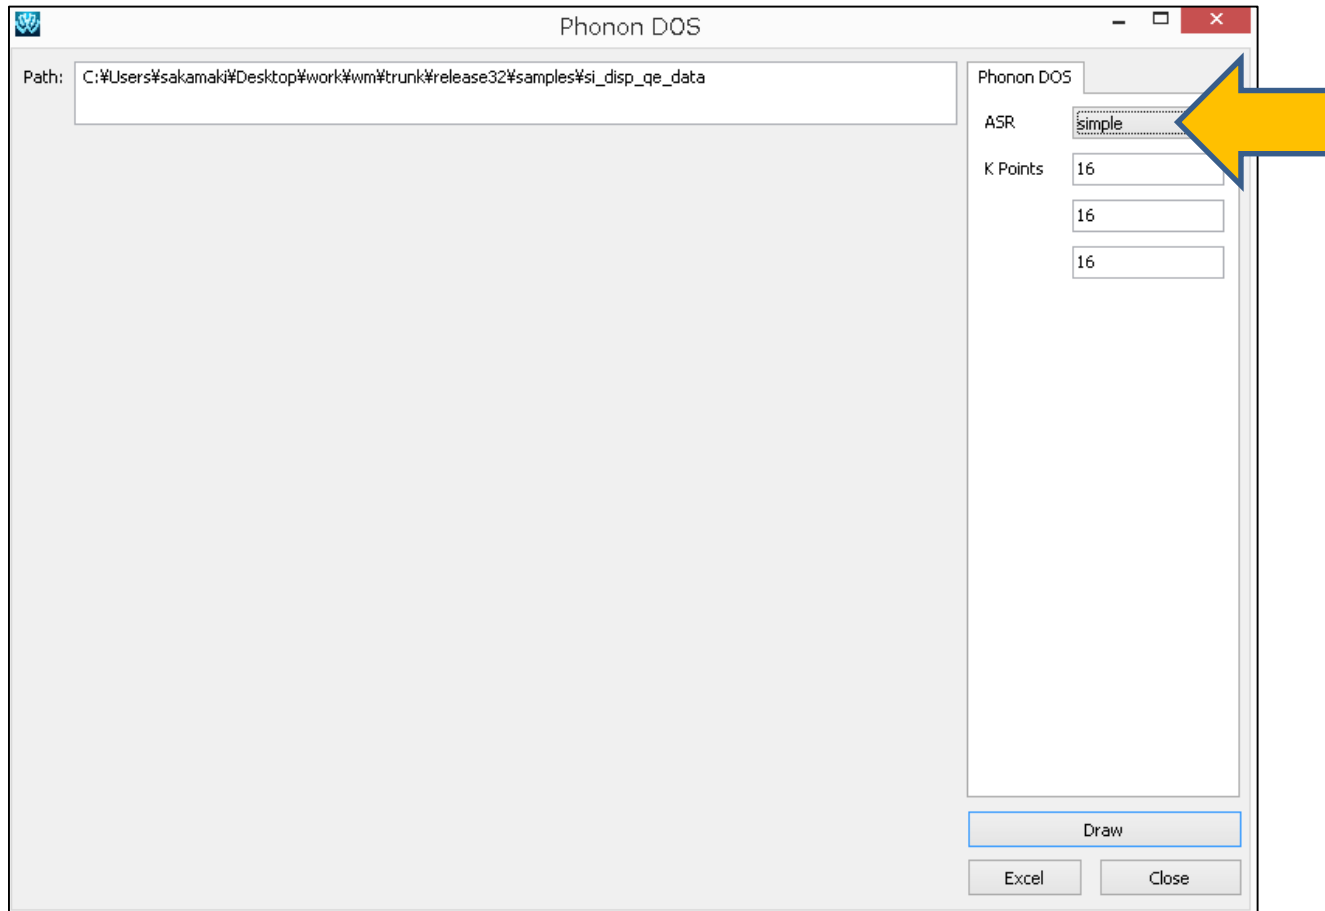 Phonon DOS
Path: C:¥Users¥sakamaki¥Desktop¥work¥wm¥trunk¥release32¥samples¥si_disp_qe_data
Phonon DOS
ASR simple
K Points 16
16
16
Draw
Excel Close